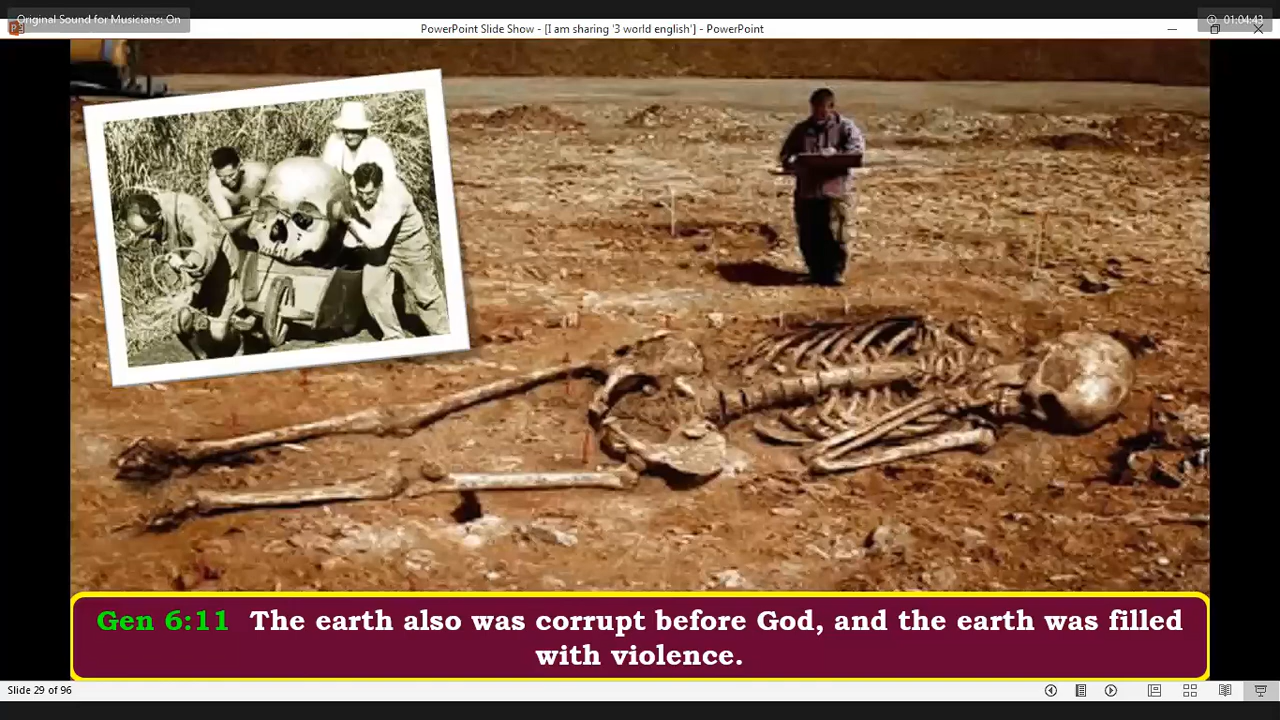 Original Sound for Musicians: On
PowerPoint Slide Show - [I am sharing '3 world english'] - PowerPoint
01:04:43
Gen 6:11 The earth also was corrupt before God, and the earth was filled
with violence.
Slide 29 of 96